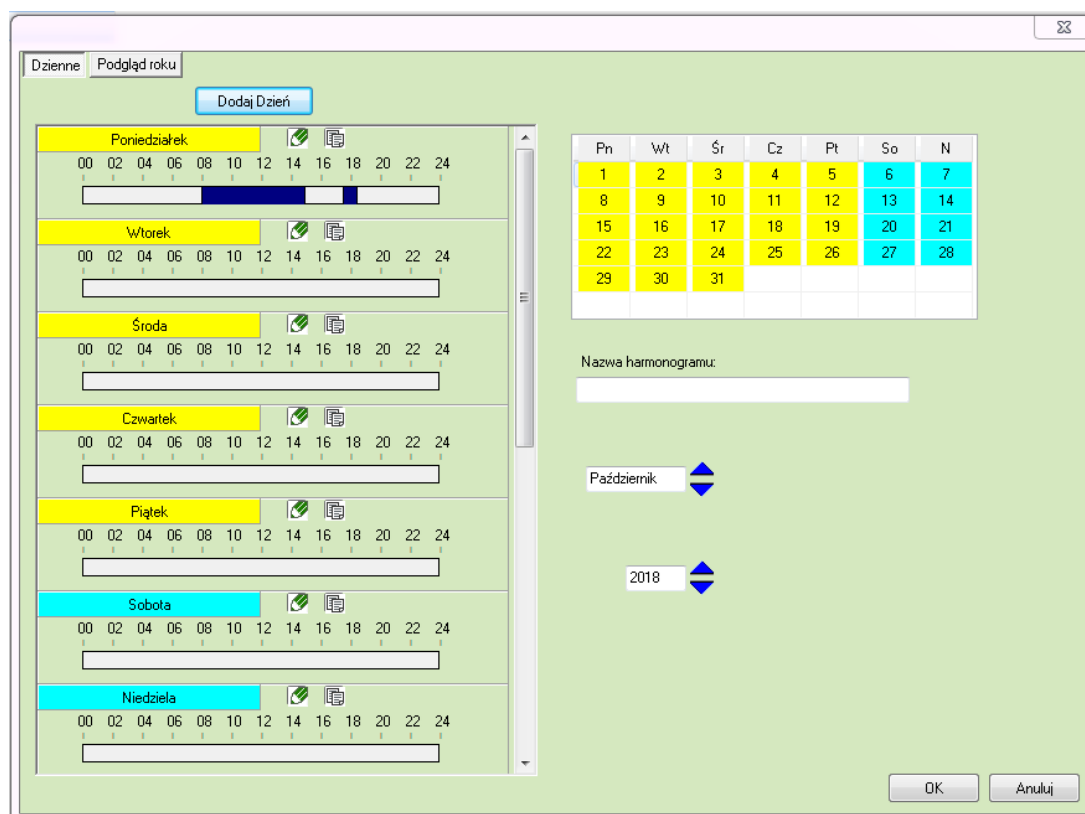 Dzienne Podgląd roku
Dodaj Dzień
Poniedziałek
00 02 04 06 08 10 12 14 16 18 20 22 24
Wtorek
00 02 04 06 08 10 12 14 16 18 20 22 24
Środa
00 02 04 06 08 10 12 14 16 18 20 22 24
Czwartek
00 02 04 06 08 10 12 14 16 18 20 22 24
Piątek
00 02 04 06 08 10 12 14 16 18 20 22 24
Sobota
00 02 04 06 08 10 12 14 16 18 20 22 24
Niedziela
00 02 04 06 08 10 12 14 16 18 20 22 24
Pn Wt Śr Cz Pt So N
1 2 3 4 5 6 7
8 9 10 11 12 13 14
15 16 17 18 19 20 21
22 23 24 25 26 27 28
29 30 31
Nazwa harmonogramu:
Październik
2018
OK Anuluj